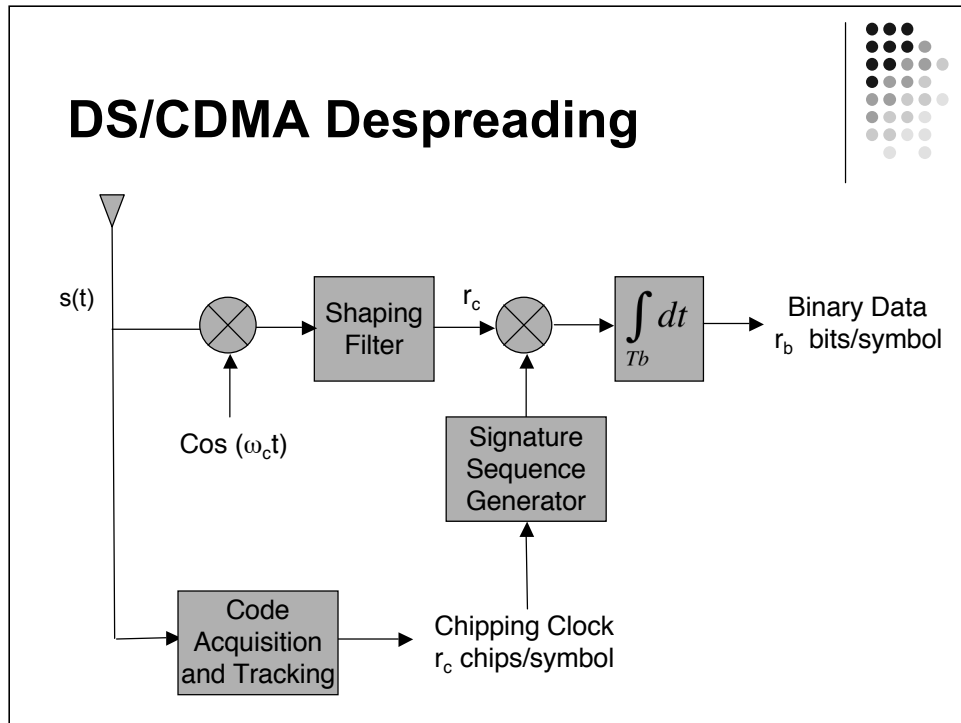 DS/CDMA Despreading
s(t)
Shaping
Filter
r_c
∫ dt
Tb
Binary Data
r_b bits/symbol
Cos (ω_ct)
Signature
Sequence
Generator
Code
Acquisition
and Tracking
Chipping Clock
r_c chips/symbol